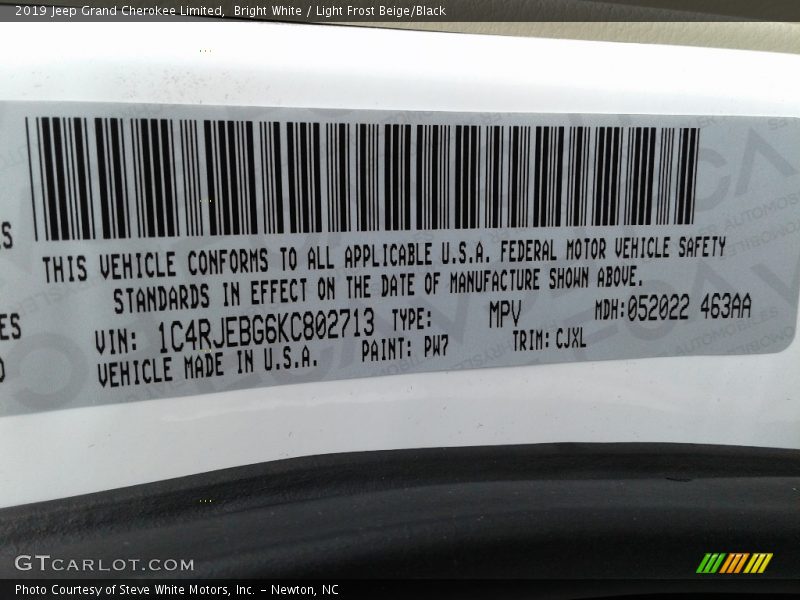 2019 Jeep Grand Cherokee Limited,  Bright White / Light Frost Beige/Black
THIS VEHICLE CONFORMS TO ALL APPLICABLE U.S.A. FEDERAL MOTOR VEHICLE SAFETY
STANDARDS IN EFFECT ON THE DATE OF MANUFACTURE SHOWN ABOVE.
VIN: 1C4RJEBG6KC802713 TYPE: MPV MDH:052022 463AA
VEHICLE MADE IN U.S.A. PAINT: PW7 TRIM:CJXL
GTCARLOT.COM
Photo Courtesy of Steve White Motors, Inc. – Newton, NC